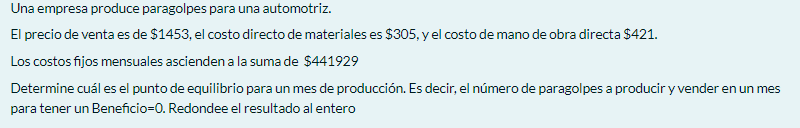 Una empresa produce paragolpes para una automotriz.
El precio de venta es de $1453, el costo directo de materiales es $305, y el costo de mano de obra directa $421.
Los costos fijos mensuales ascienden a la suma de $441929
Determine cuál es el punto de equilibrio para un mes de producción. Es decir, el número de paragolpes a producir y vender en un mes
para tener un Beneficio=0. Redondee el resultado al entero